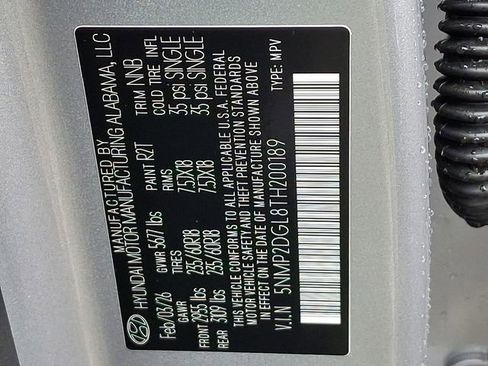 MANUFACTURED BY
HYUNDAI MOTOR MANUFACTURING ALABAMA, LLC
Feb/03/26 GVWR 5677 lbs PAINT R2T TRIM NNB
GAWR RIMS COLD TIRE INFL
FRONT 2955 lbs 235/60R18 7.5JX18 35 psi SINGLE
REAR 3109 lbs 235/60R18 7.5JX18 35 psi SINGLE
THIS VEHICLE CONFORMS TO ALL APPLICABLE U.S.A. FEDERAL
MOTOR VEHICLE SAFETY AND THEFT PREVENTION STANDARDS
IN EFFECT ON THE DATE OF MANUFACTURE SHOWN ABOVE.
V.I.N 5NMP2DGL8TH200189 TYPE: MPV